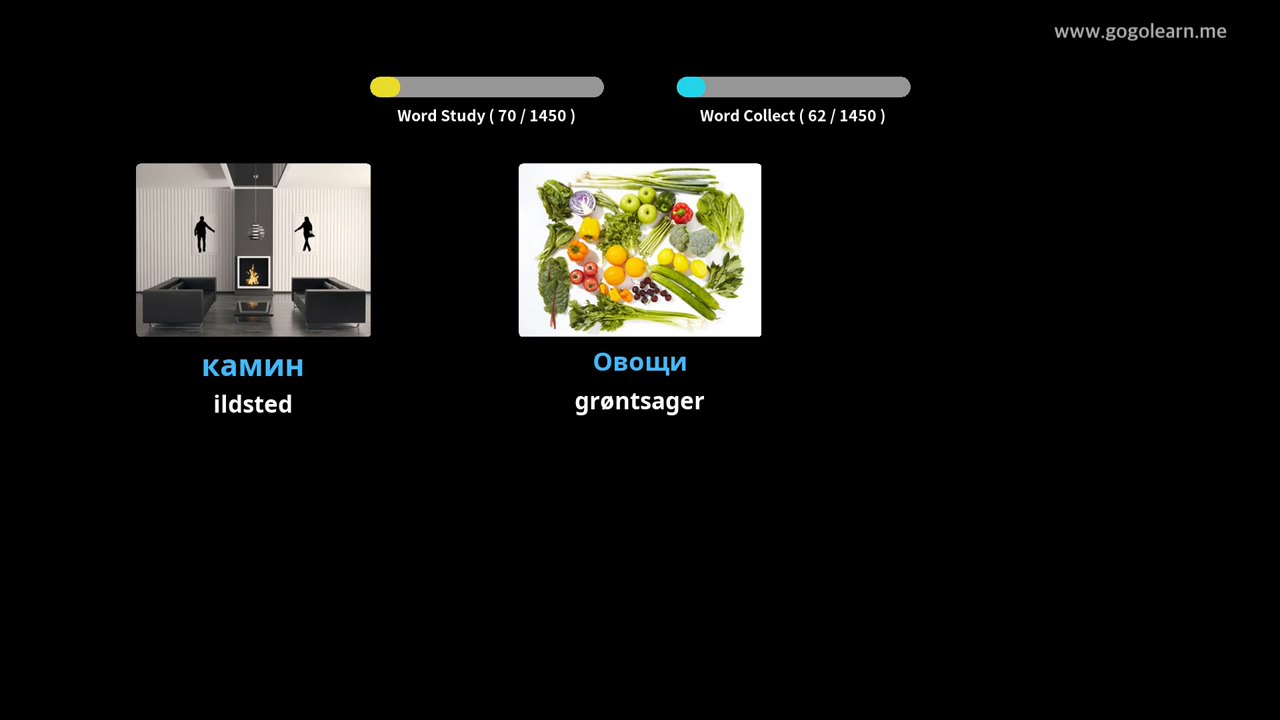 www.gogolearn.me
Word Study ( 70 / 1450 )
Word Collect ( 62 / 1450 )
камин
ildsted
Овощи
grøntsager